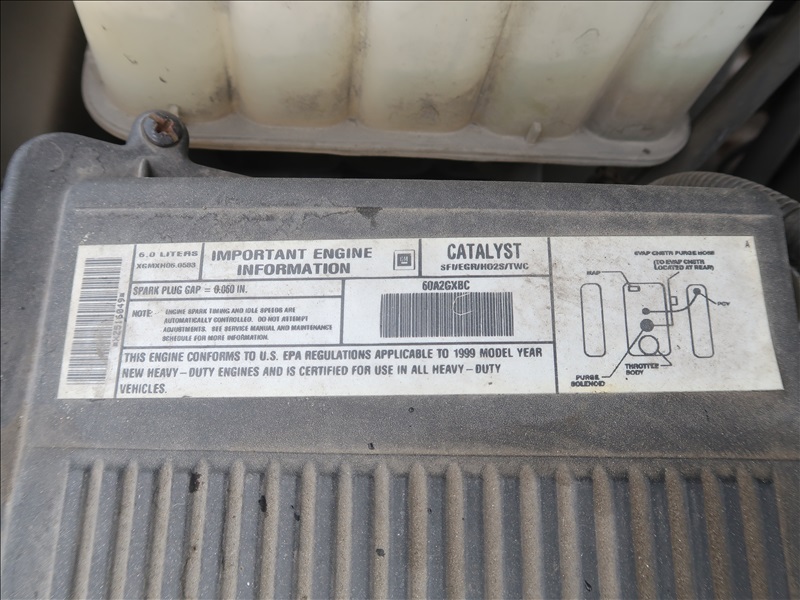 6.0 LITERS
XGMXH06.0583
IMPORTANT ENGINE
INFORMATION
GM
CATALYST
SFI/EGR/HO2S/TWC
SPARK PLUG GAP = 0.060 IN.
NOTE: ENGINE SPARK TIMING AND IDLE SPEEDS ARE
AUTOMATICALLY CONTROLLED. DO NOT ATTEMPT
ADJUSTMENTS. SEE SERVICE MANUAL AND MAINTENANCE
SCHEDULE FOR MORE INFORMATION.
60A2GXBC
THIS ENGINE CONFORMS TO U.S. EPA REGULATIONS APPLICABLE TO 1999 MODEL YEAR
NEW HEAVY-DUTY ENGINES AND IS CERTIFIED FOR USE IN ALL HEAVY-DUTY
VEHICLES.
EVAP CNSTR PURGE HOSE
(TO EVAP CNSTR
LOCATED AT REAR)
A
MAP
PCV
THROTTLE
BODY
PURGE
SOLENOID